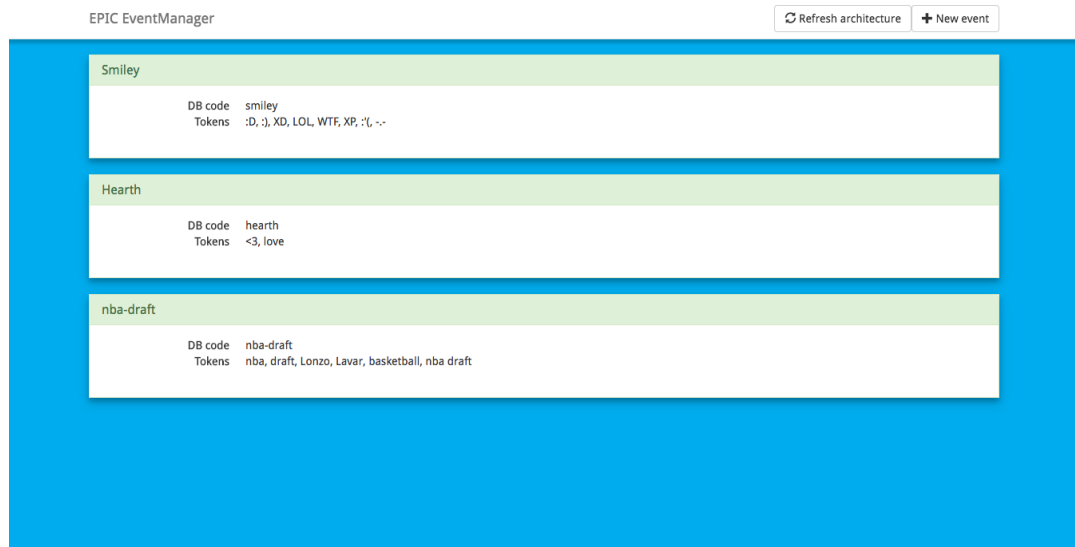 EPIC EventManager
Refresh architecture
New event
Smiley
DB code smiley
Tokens :D, :), XD, LOL, WTF, XP, :'(, -.-
Hearth
DB code hearth
Tokens <3, love
nba-draft
DB code nba-draft
Tokens nba, draft, Lonzo, Lavar, basketball, nba draft